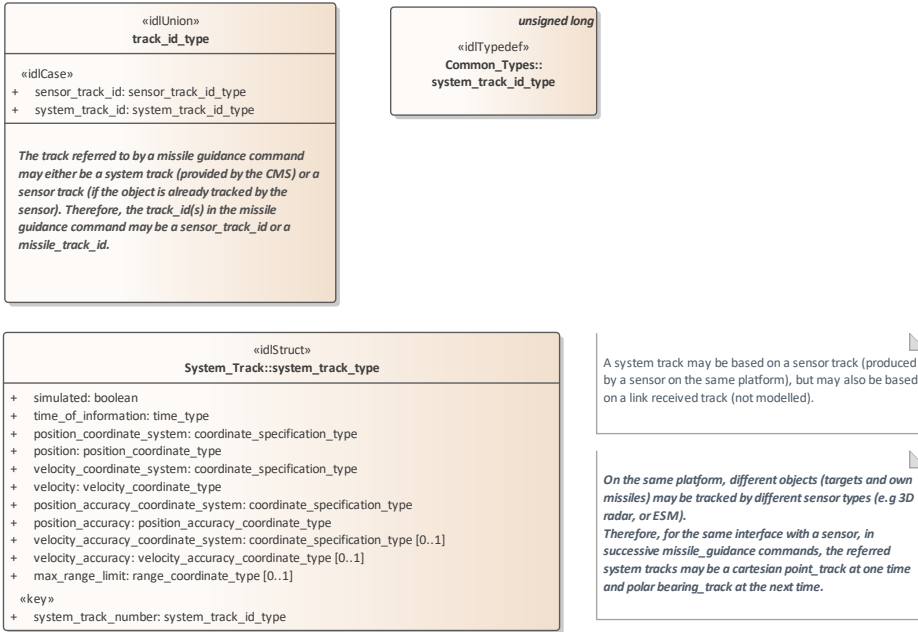 «idlUnion»
track_id_type
«idlCase»
+ sensor_track_id: sensor_track_id_type
+ system_track_id: system_track_id_type
The track referred to by a missile guidance command
may either be a system track (provided by the CMS) or a
sensor track (if the object is already tracked by the
sensor). Therefore, the track_id(s) in the missile
guidance command may be a sensor_track_id or a
missile_track_id.
unsigned long
«idlTypedef»
Common_Types::
system_track_id_type
«idlStruct»
System_Track::system_track_type
+ simulated: boolean
+ time_of_information: time_type
+ position_coordinate_system: coordinate_specification_type
+ position: position_coordinate_type
+ velocity_coordinate_system: coordinate_specification_type
+ velocity: velocity_coordinate_type
+ position_accuracy_coordinate_system: coordinate_specification_type
+ position_accuracy: position_accuracy_coordinate_type
+ velocity_accuracy_coordinate_system: coordinate_specification_type [0..1]
+ velocity_accuracy: velocity_accuracy_coordinate_type [0..1]
+ max_range_limit: range_coordinate_type [0..1]
«key»
+ system_track_number: system_track_id_type
A system track may be based on a sensor track (produced
by a sensor on the same platform), but may also be based
on a link received track (not modelled).
On the same platform, different objects (targets and own
missiles) may be tracked by different sensor types (e.g 3D
radar, or ESM).
Therefore, for the same interface with a sensor, in
successive missile_guidance commands, the referred
system tracks may be a cartesian point_track at one time
and polar bearing_track at the next time.